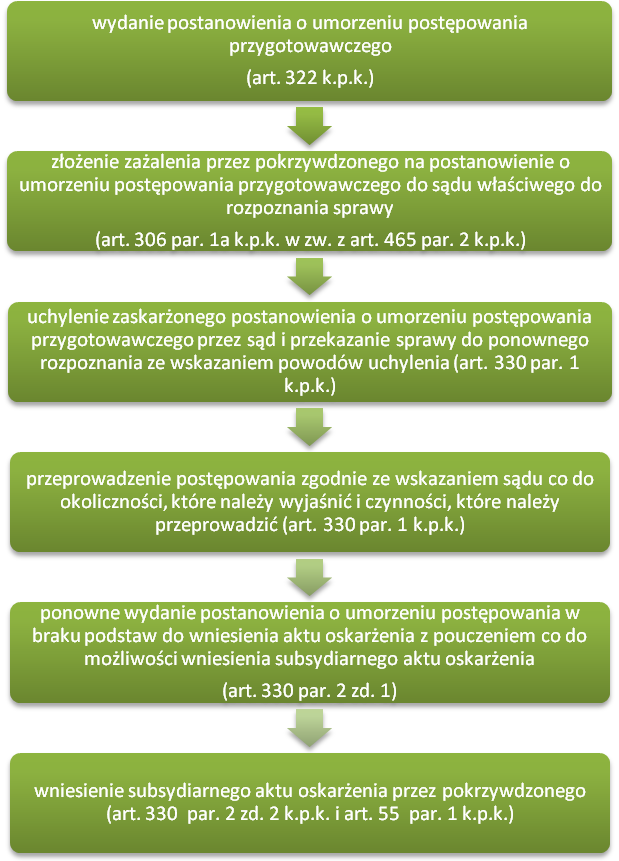 wydanie postanowienia o umorzeniu postępowania
przygotowawczego
(art. 322 k.p.k.)
złożenie zażalenia przez pokrzywdzonego na postanowienie o
umorzeniu postępowania przygotowawczego do sądu właściwego do
rozpoznania sprawy
(art. 306 par. 1a k.p.k. w zw. z art. 465 par. 2 k.p.k.)
uchylenie zaskarżonego postanowienia o umorzeniu postępowania
przygotowawczego przez sąd i przekazanie sprawy do ponownego
rozpoznania ze wskazaniem powodów uchylenia (art. 330 par. 1
k.p.k.)
przeprowadzenie postępowania zgodnie ze wskazaniem sądu co do
okoliczności, które należy wyjaśnić i czynności, które należy
przeprowadzić (art. 330 par. 1 k.p.k.)
ponowne wydanie postanowienia o umorzeniu postępowania w
braku podstaw do wniesienia aktu oskarżenia z pouczeniem co do
możliwości wniesienia subsydiarnego aktu oskarżenia
(art. 330 par. 2 zd. 1)
wniesienie subsydiarnego aktu oskarżenia przez pokrzywdzonego
(art. 330 par. 2 zd. 2 k.p.k. i art. 55 par. 1 k.p.k.)